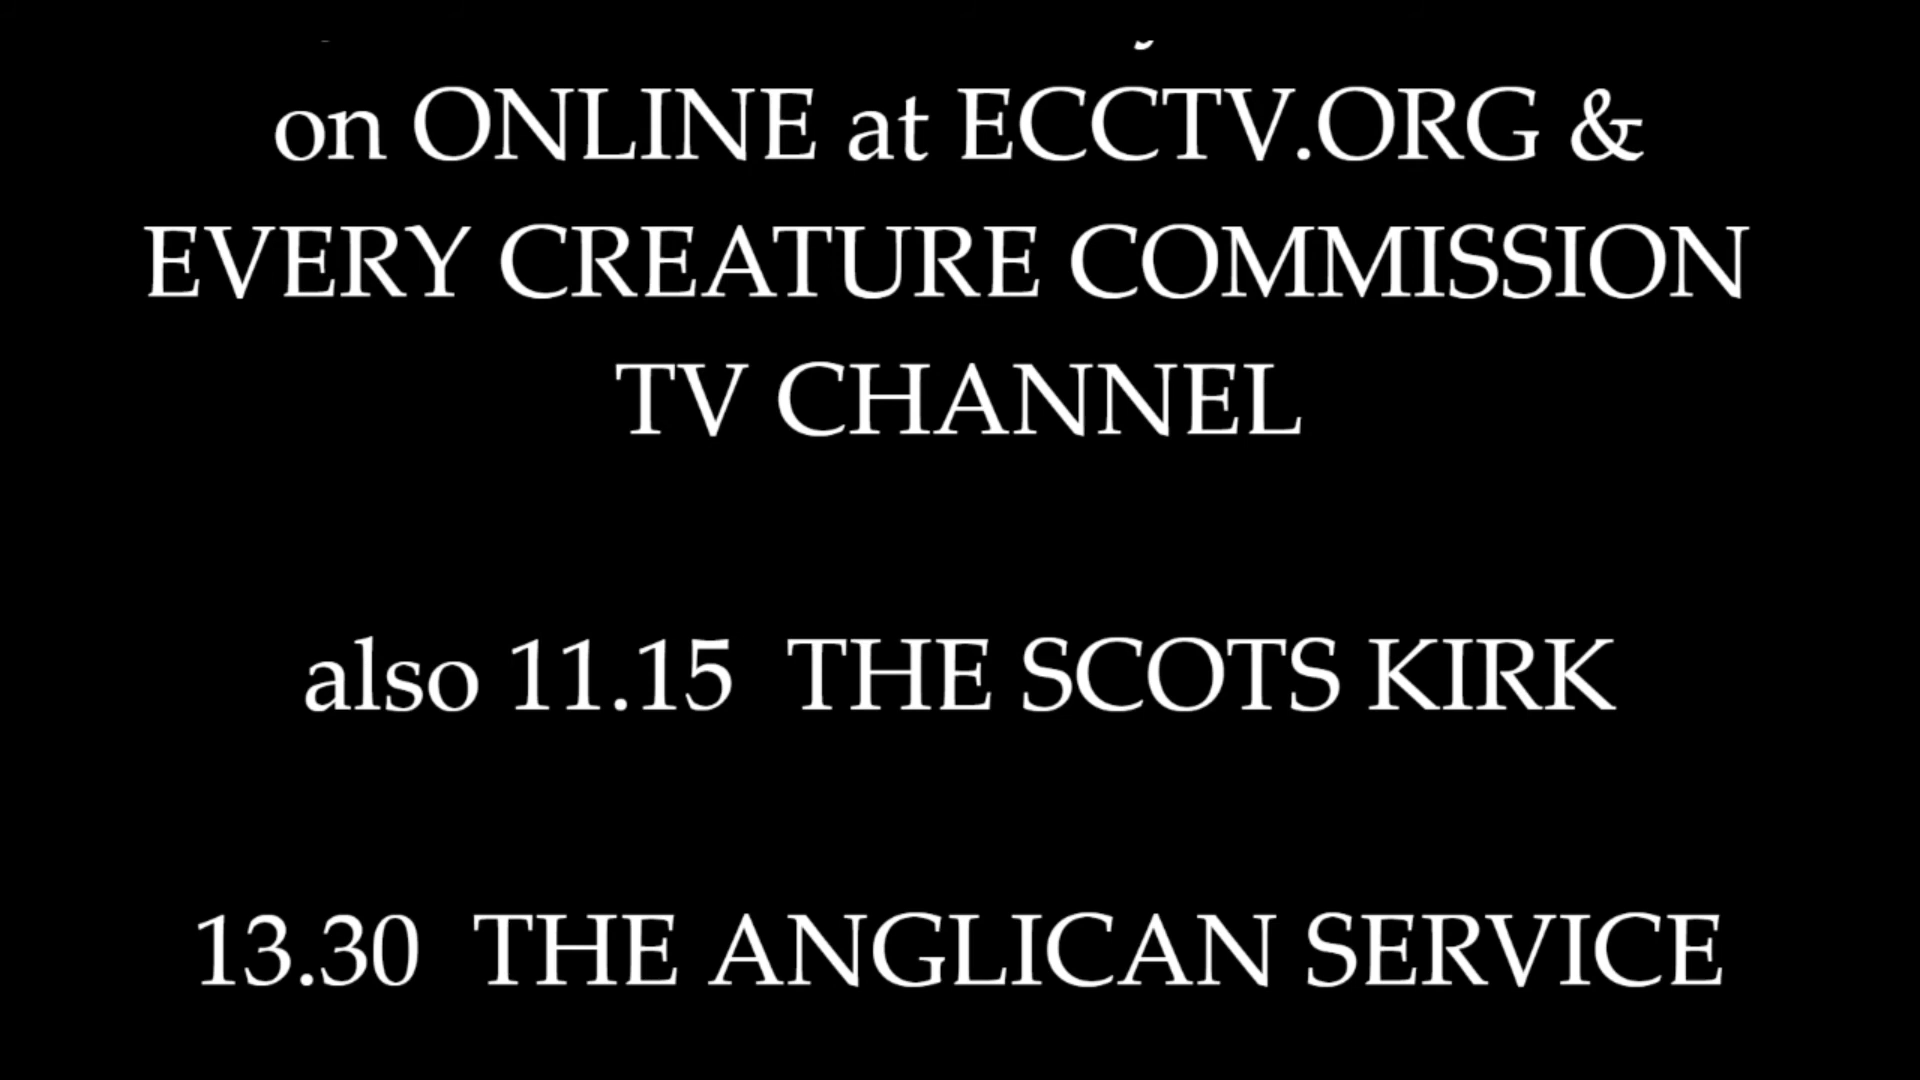 on ONLINE at ECCTV.ORG &
EVERY CREATURE COMMISSION
TV CHANNEL
also 11.15 THE SCOTS KIRK
13.30 THE ANGLICAN SERVICE